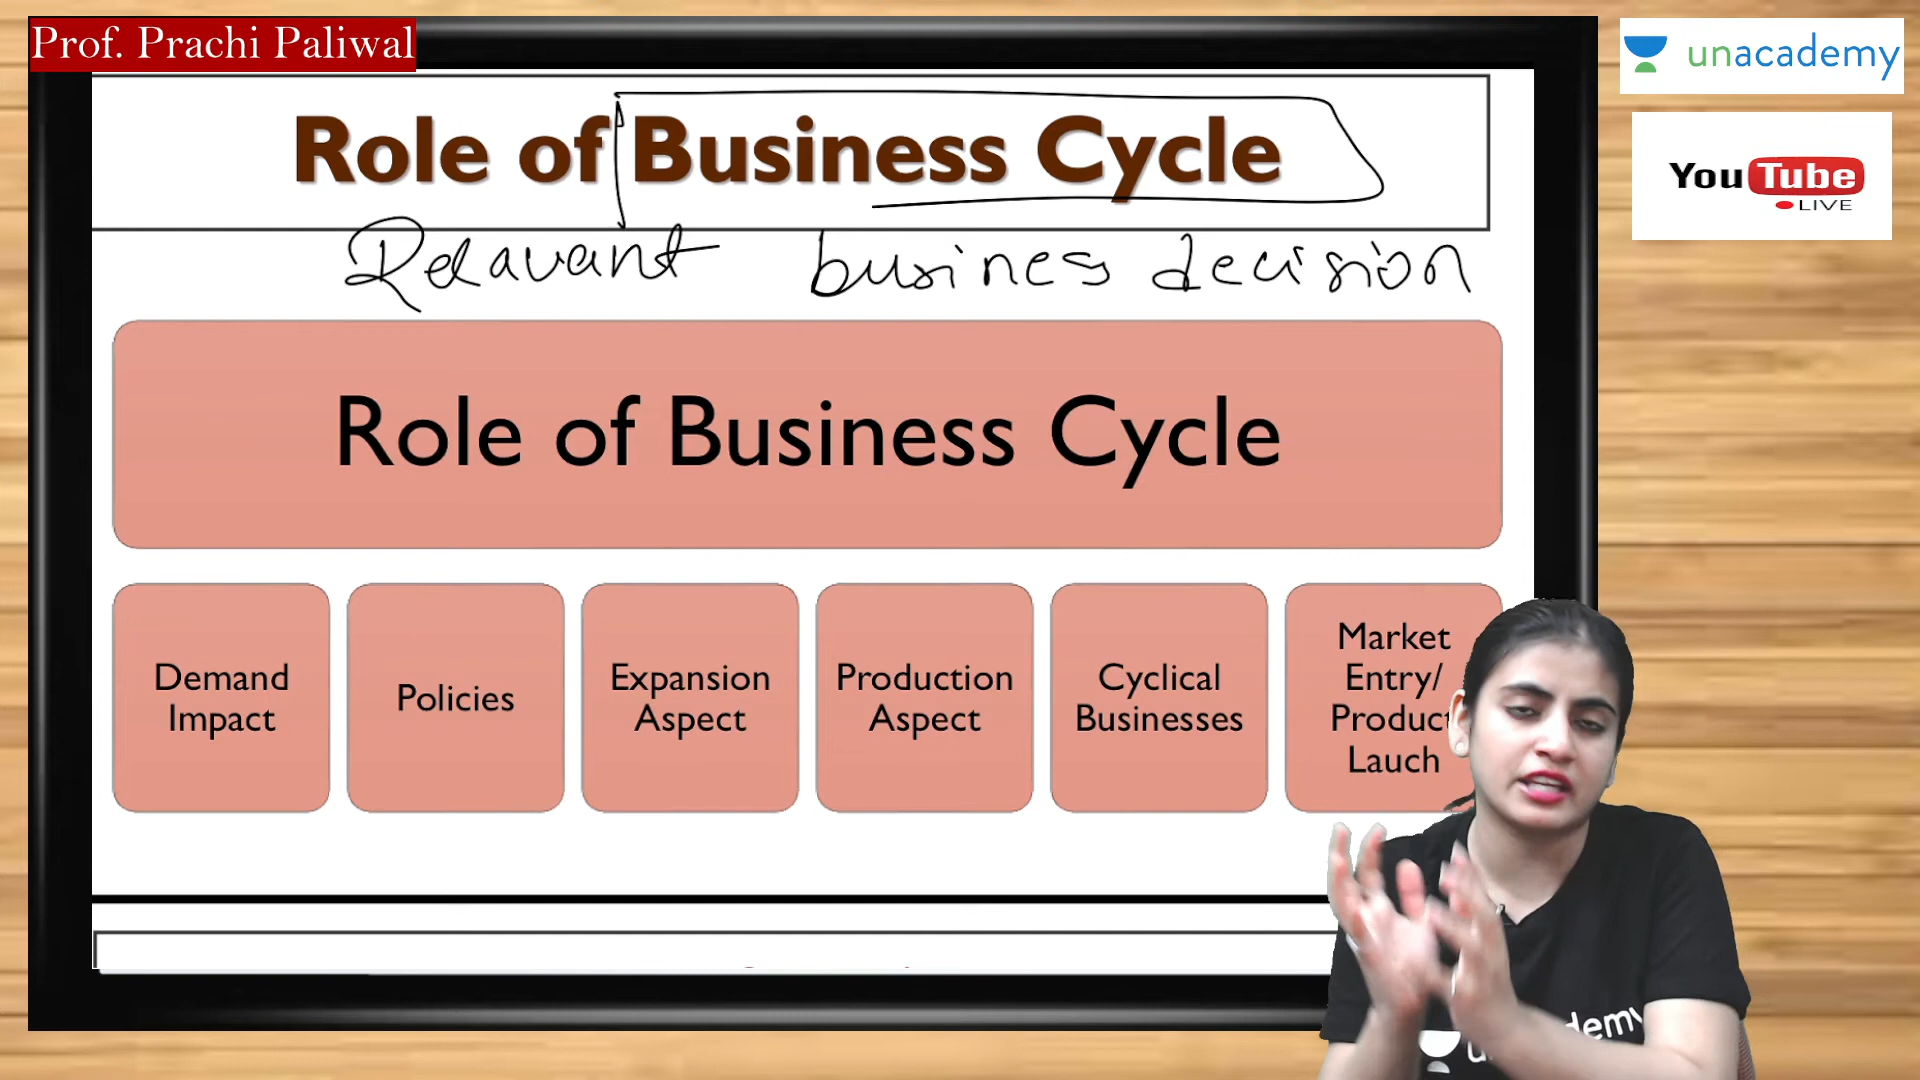 Prof. Prachi Paliwal
unacademy
YouTube
LIVE
Role of Business Cycle
Relavant business decision
Role of Business Cycle
Demand
Impact
Policies
Expansion
Aspect
Production
Aspect
Cyclical
Businesses
Market
Entry/
Product
Lauch